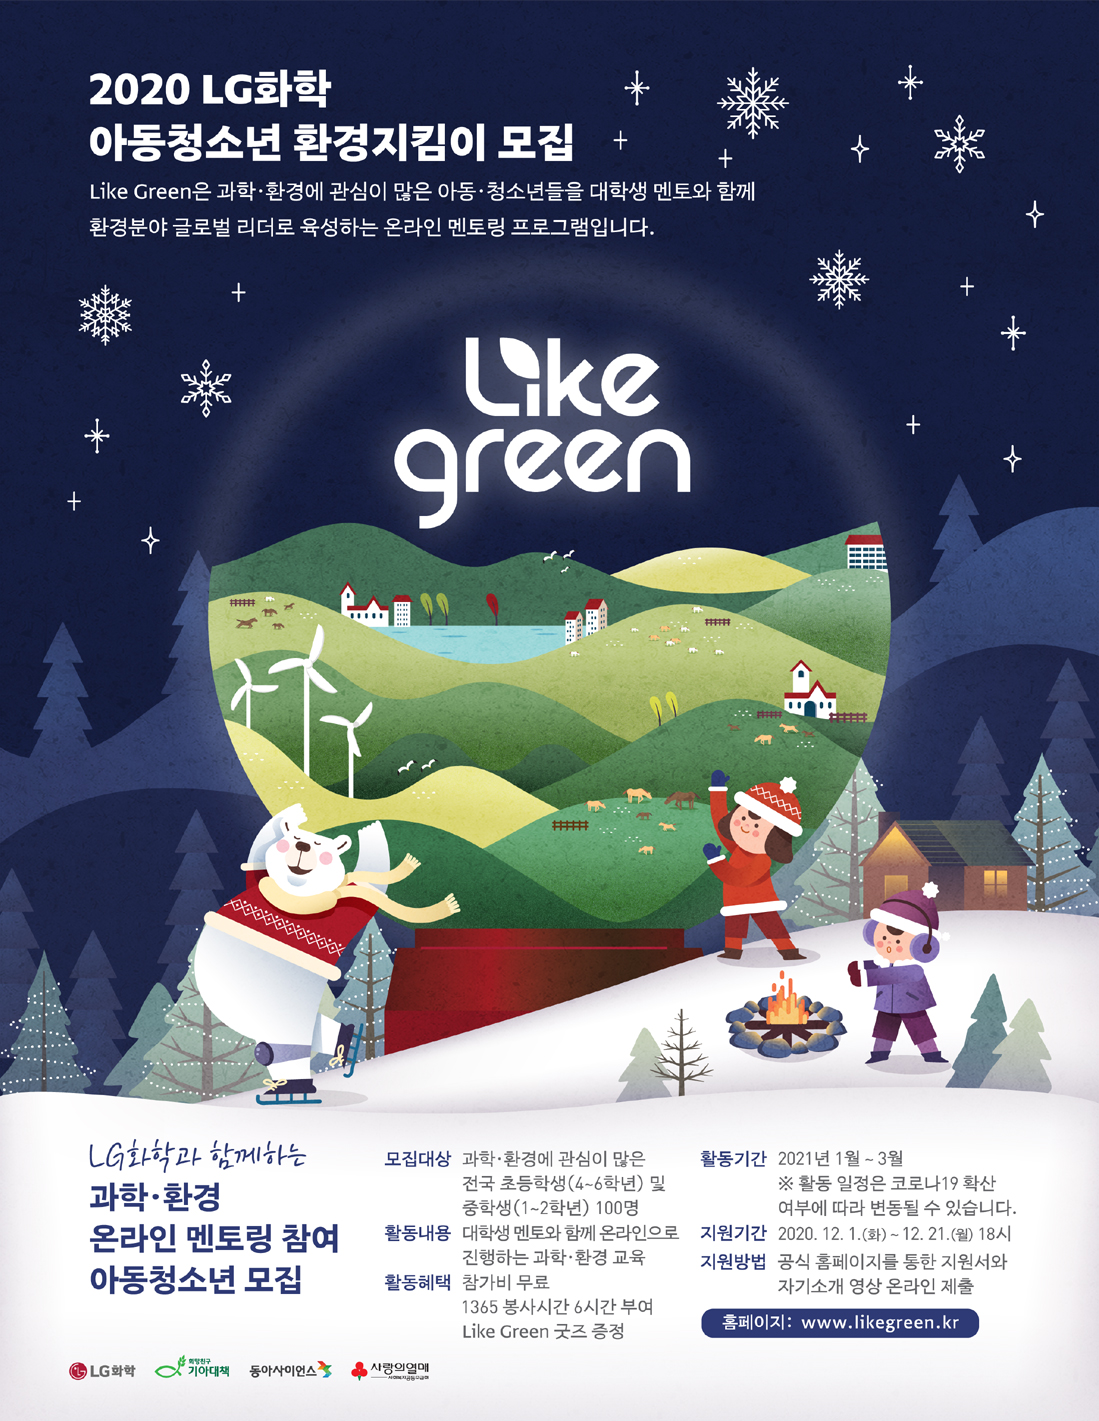 2020 LG화학
아동청소년 환경지킴이 모집
Like Green은 과학·환경에 관심이 많은 아동·청소년들을 대학생 멘토와 함께
환경분야 글로벌 리더로 육성하는 온라인 멘토링 프로그램입니다.
Like
green
LG화학과 함께하는
과학·환경
온라인 멘토링 참여
아동청소년 모집
모집대상 과학·환경에 관심이 많은
전국 초등학생(4~6학년) 및
중학생(1~2학년) 100명
활동내용 대학생 멘토와 함께 온라인으로
진행하는 과학·환경 교육
활동혜택 참가비 무료
1365 봉사시간 6시간 부여
Like Green 굿즈 증정
활동기간 2021년 1월 ~ 3월
※ 활동 일정은 코로나19 확산
여부에 따라 변동될 수 있습니다.
지원기간 2020. 12. 1.(화) ~ 12. 21.(월) 18시
지원방법 공식 홈페이지를 통한 지원서와
자기소개 영상 온라인 제출
홈페이지: www.likegreen.kr
LG화학
희망친구
기아대책
동아사이언스
사랑의열매
사회복지공동모금회